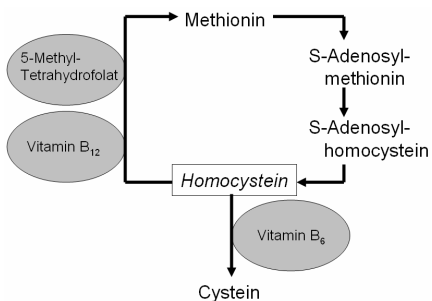 Methionin
5-Methyl-
Tetrahydrofolat
S-Adenosyl-
methionin
Vitamin B12
S-Adenosyl-
homocystein
Homocystein
Vitamin B6
Cystein